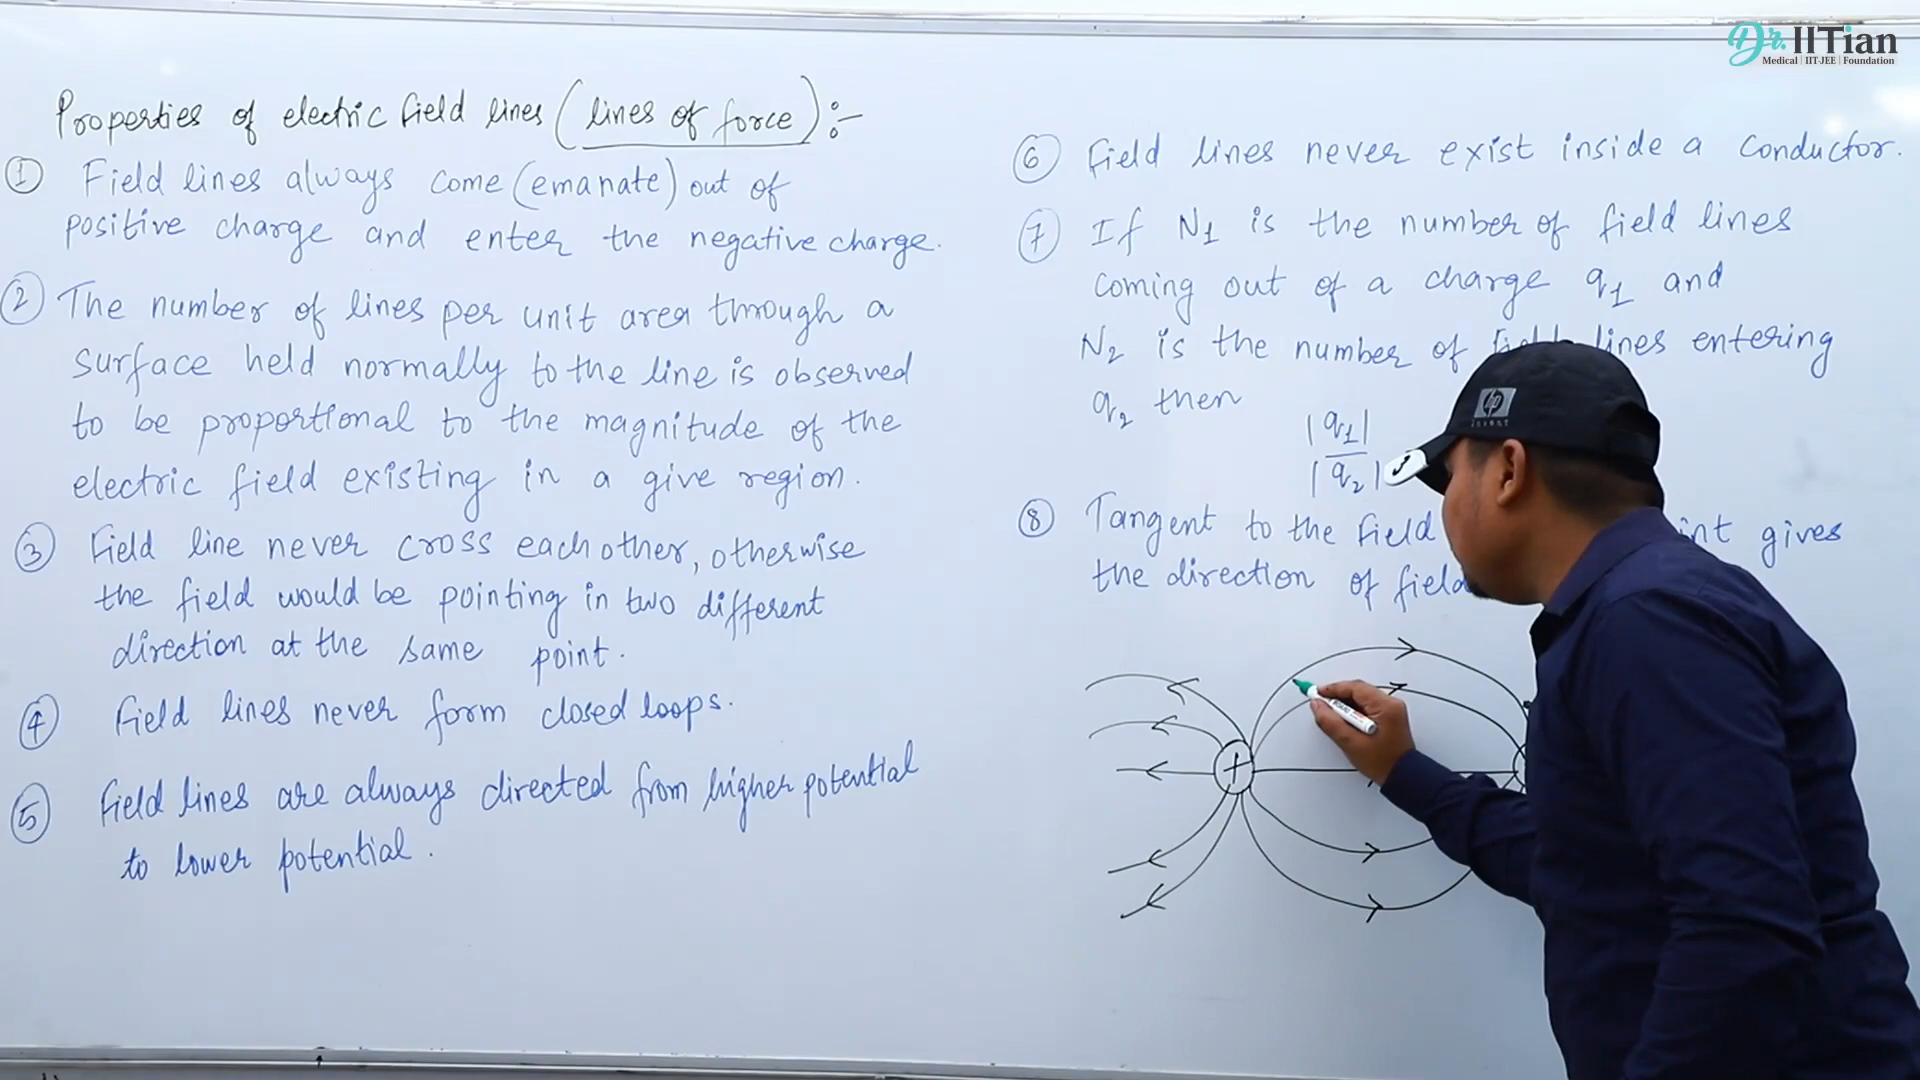 Dr. IITian
Medical | IIT-JEE | Foundation
Properties of electric field lines (lines of force):-
① Field lines always come (emanate) out of
positive charge and enter the negative charge.
② The number of lines per unit area through a
surface held normally to the line is observed
to be proportional to the magnitude of the
electric field existing in a give region.
③ Field line never cross each other, otherwise
the field would be pointing in two different
direction at the same point.
④ Field lines never form closed loops.
⑤ Field lines are always directed from higher potential
to lower potential.
⑥ Field lines never exist inside a conductor.
⑦ If N1 is the number of field lines
coming out of a charge q1 and
N2 is the number of field lines entering
q2 then
|q1|
|q2|
⑧ Tangent to the field gives
the direction of field
+
hp
invent